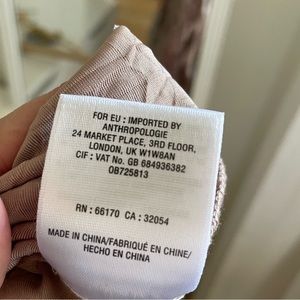 FOR EU : IMPORTED BY
ANTHROPOLOGIE
24 MARKET PLACE, 3RD FLOOR,
LONDON, UK W1W8AN
CIF : VAT No. GB 684936382
OB725813
RN : 66170 CA : 32054
MADE IN CHINA/FABRIQUÉ EN CHINE/
HECHO EN CHINA